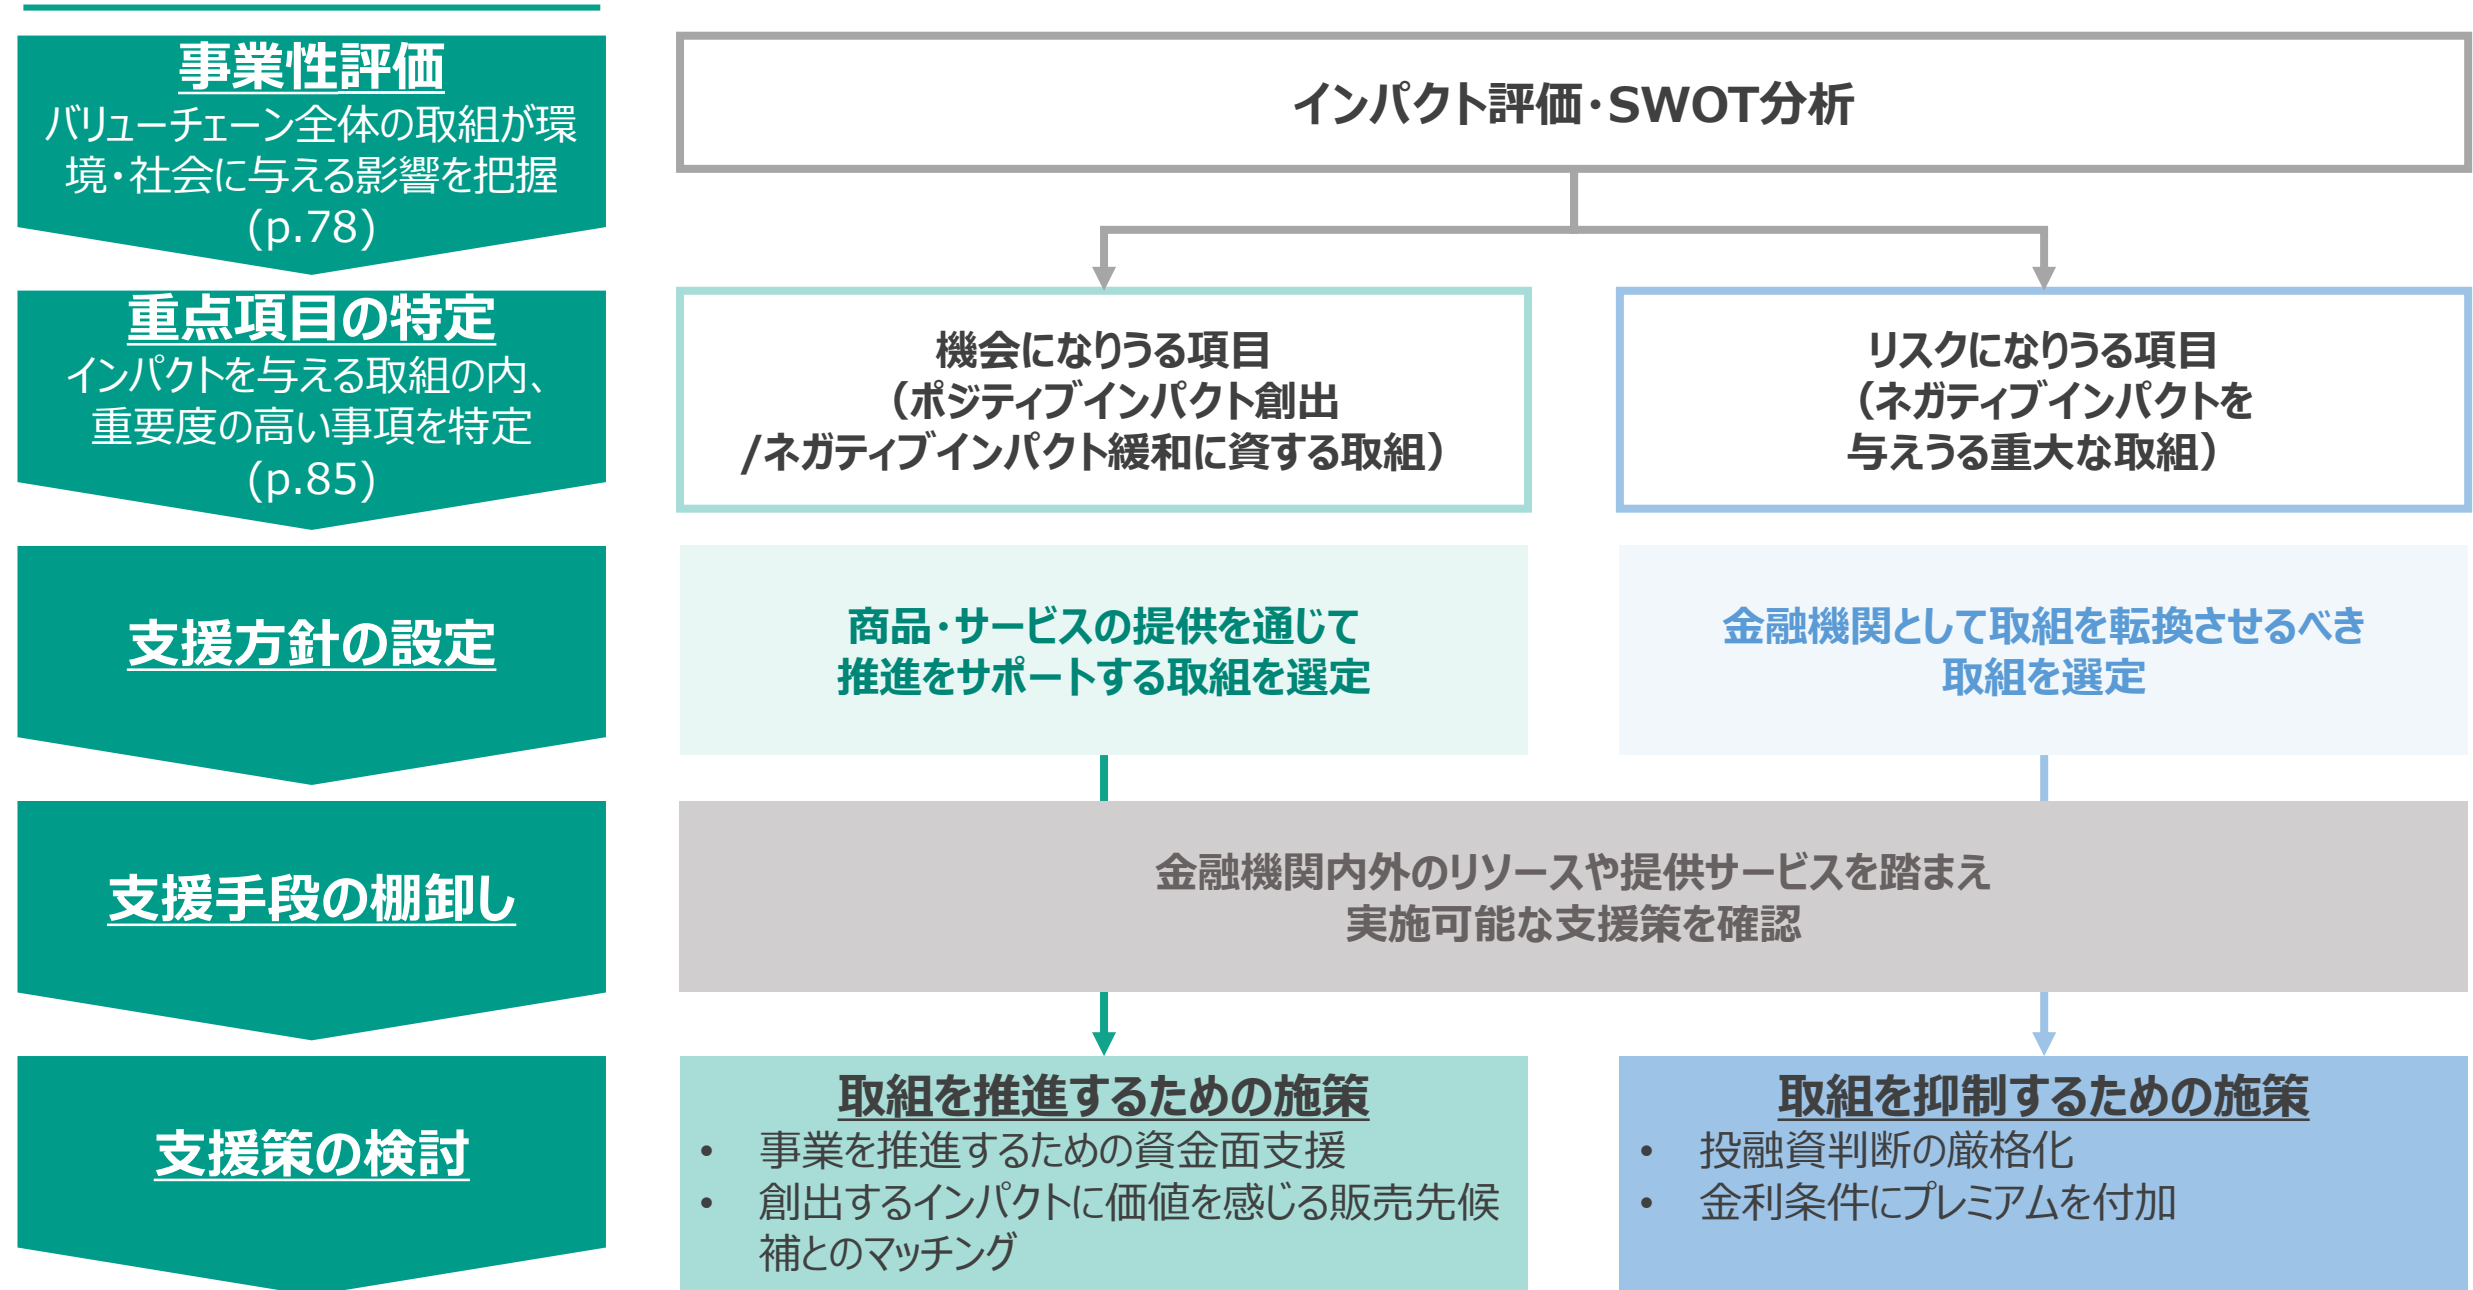 事業性評価
バリューチェーン全体の取組が環
境・社会に与える影響を把握
(p.78)
インパクト評価・SWOT分析
重点項目の特定
インパクトを与える取組の内、
重要度の高い事項を特定
(p.85)
機会になりうる項目
（ポジティブインパクト創出
/ネガティブインパクト緩和に資する取組）
リスクになりうる項目
（ネガティブインパクトを
与えうる重大な取組）
支援方針の設定
商品・サービスの提供を通じて
推進をサポートする取組を選定
金融機関として取組を転換させるべき
取組を選定
支援手段の棚卸し
金融機関内外のリソースや提供サービスを踏まえ
実施可能な支援策を確認
支援策の検討
取組を推進するための施策
• 事業を推進するための資金面支援
• 創出するインパクトに価値を感じる販売先候
補とのマッチング
取組を抑制するための施策
• 投融資判断の厳格化
• 金利条件にプレミアムを付加